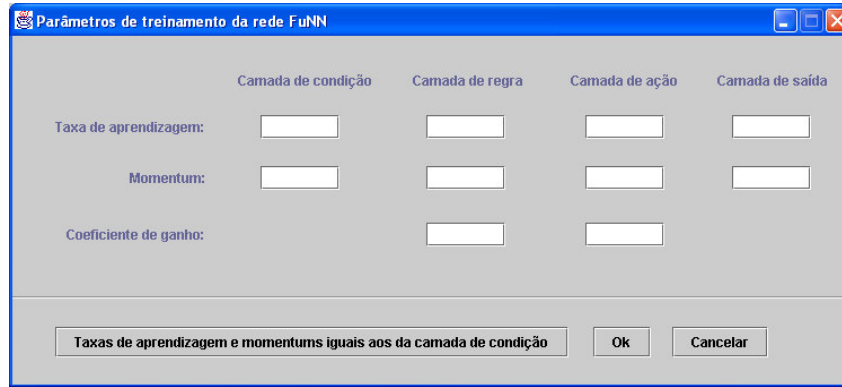 Parâmetros de treinamento da rede FuNN
Camada de condição Camada de regra Camada de ação Camada de saída
Taxa de aprendizagem:
Momentum:
Coeficiente de ganho:
Taxas de aprendizagem e momentums iguais aos da camada de condição Ok Cancelar